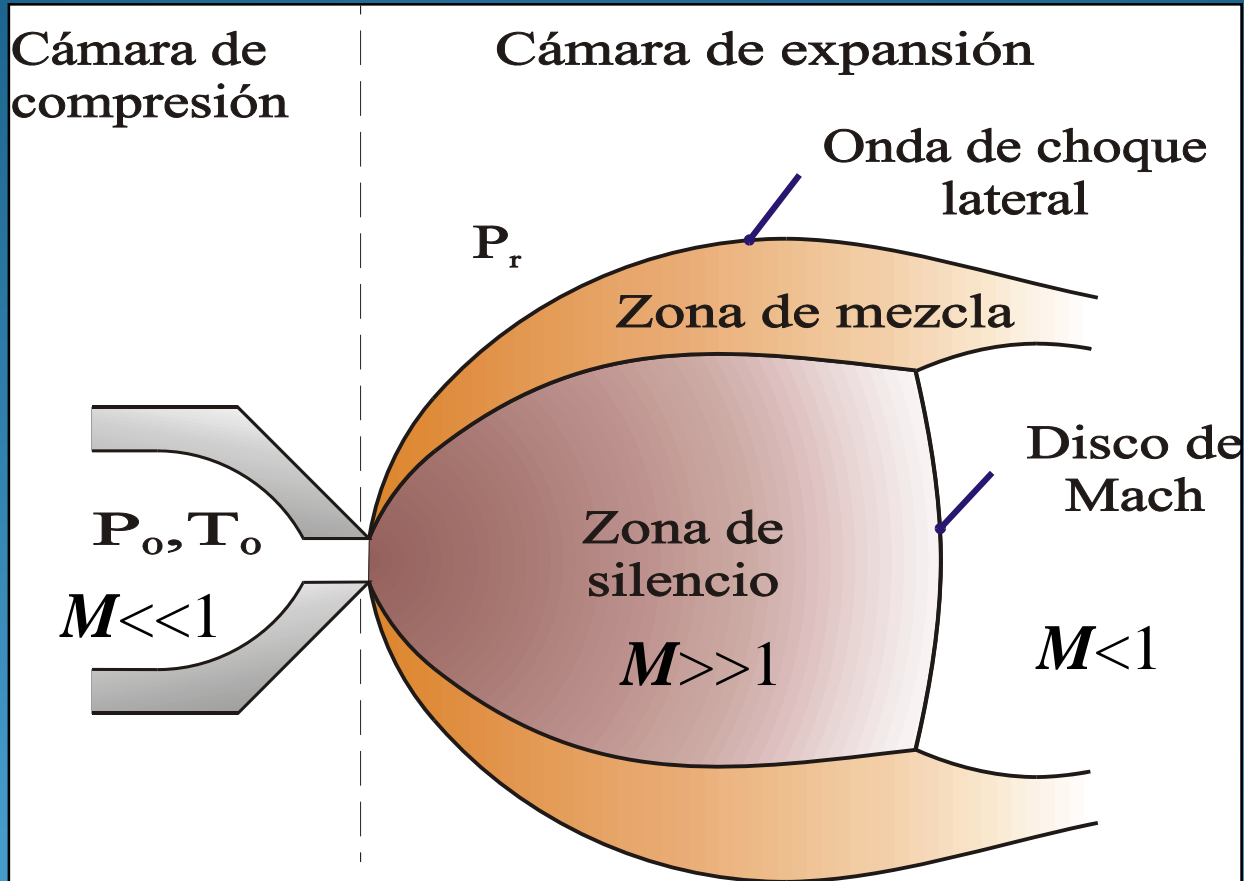 Cámara de
compresión
Cámara de expansión
Onda de choque
lateral
Pr
Zona de mezcla
Disco de
Mach
Po,To
M<<1
Zona de
silencio
M>>1
M<1